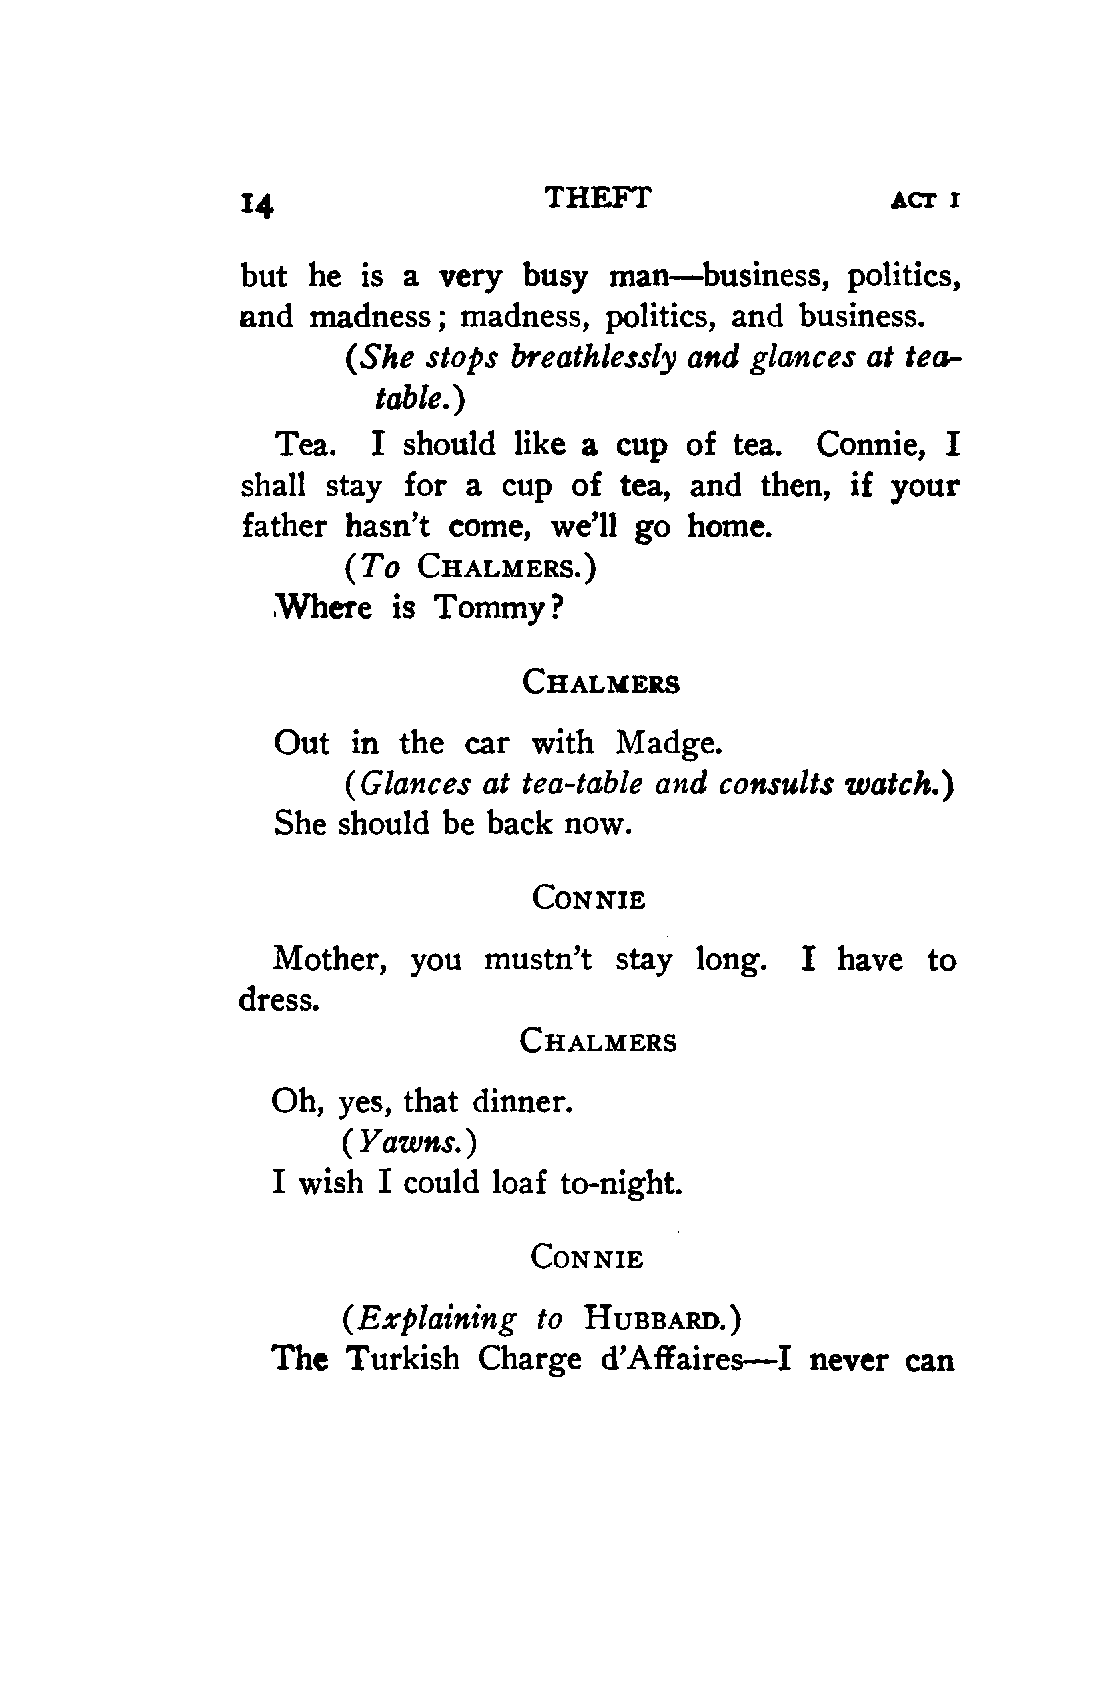 14 THEFT ACT I
but he is a very busy man—business, politics,
and madness; madness, politics, and business.
(She stops breathlessly and glances at tea-
table.)
Tea. I should like a cup of tea. Connie, I
shall stay for a cup of tea, and then, if your
father hasn't come, we'll go home.
(To CHALMERS.)
Where is Tommy?
CHALMERS
Out in the car with Madge.
(Glances at tea-table and consults watch.)
She should be back now.
CONNIE
Mother, you mustn't stay long. I have to
dress.
CHALMERS
Oh, yes, that dinner.
(Yawns.)
I wish I could loaf to-night.
CONNIE
(Explaining to HUBBARD.)
The Turkish Charge d'Affaires—I never can